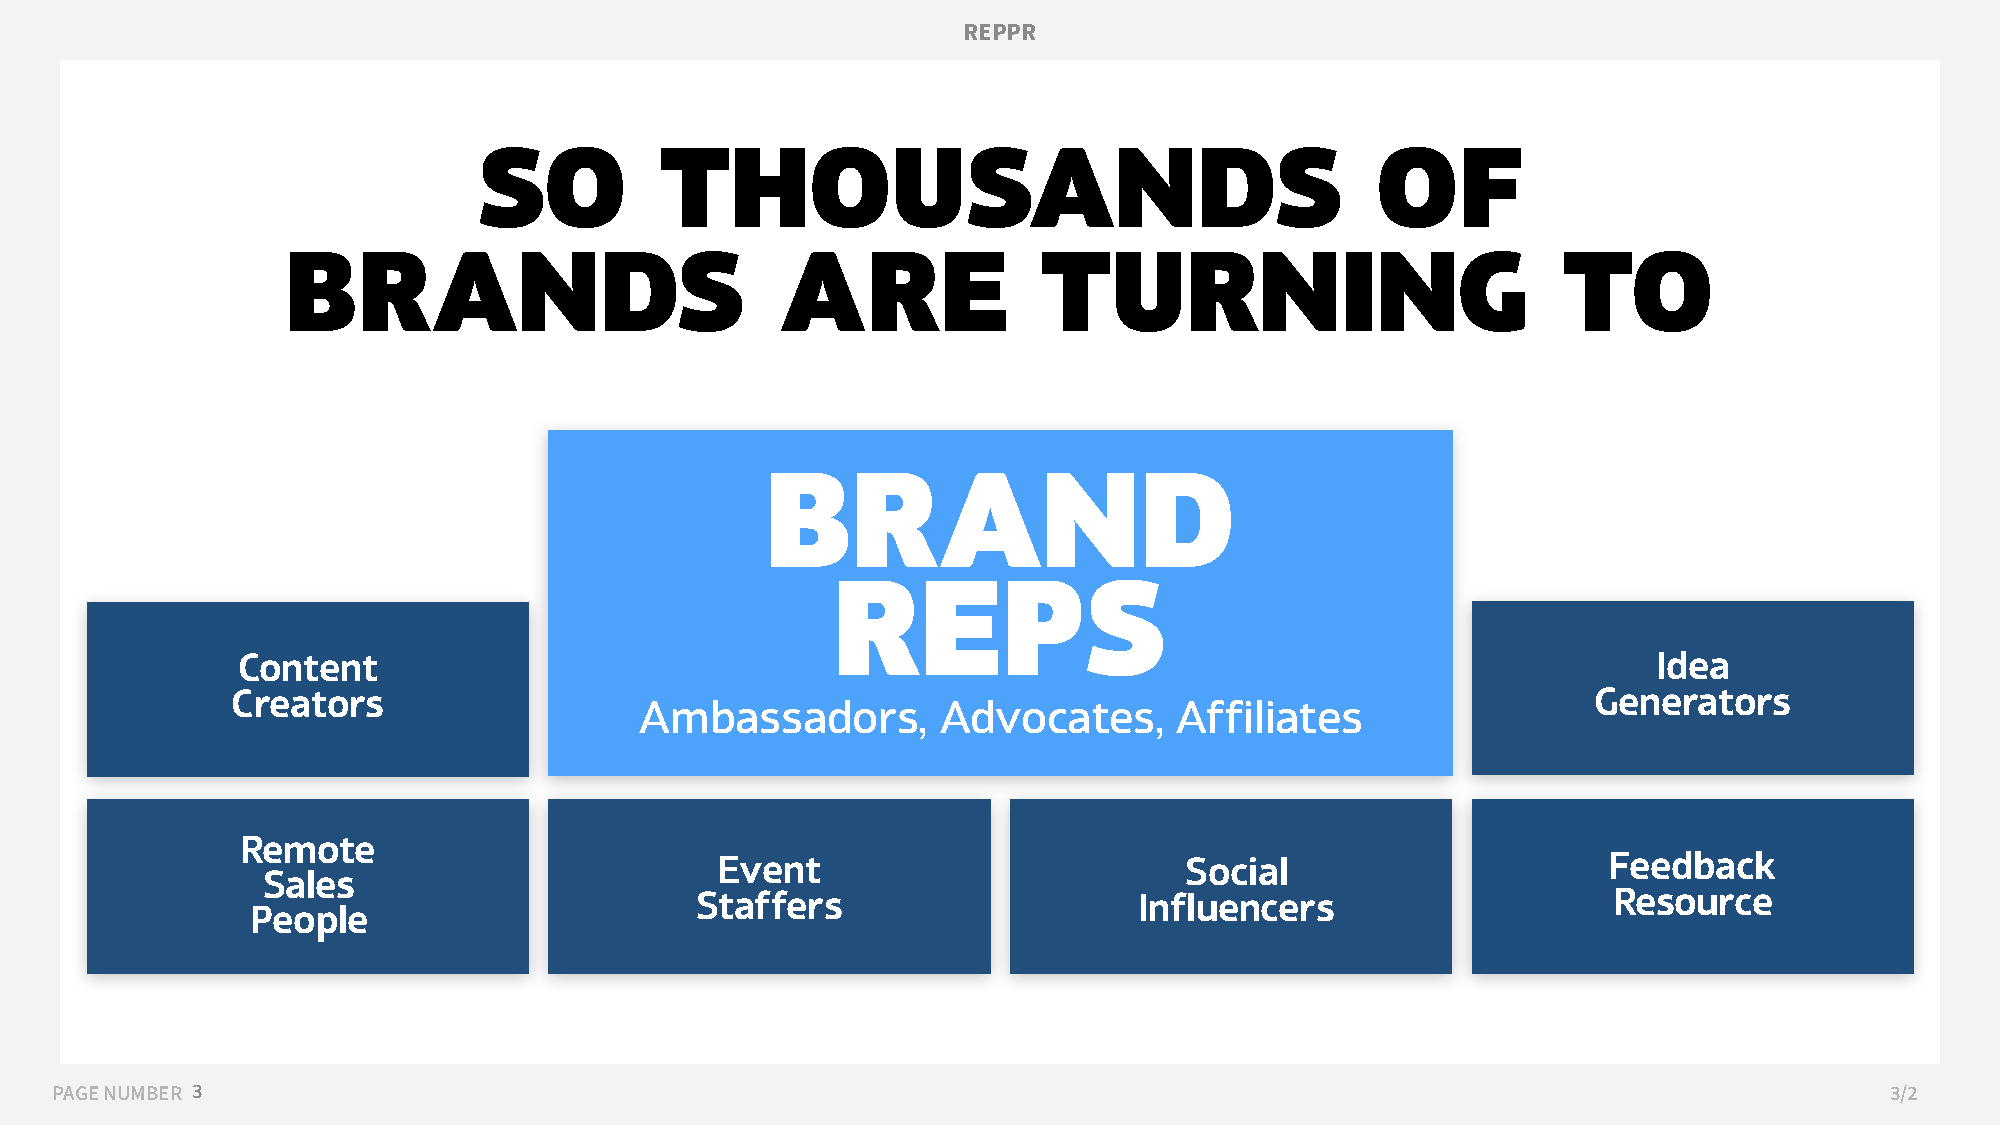 REPPR
SO THOUSANDS OF
BRANDS ARE TURNING TO
BRAND
REPS
Ambassadors, Advocates, Affiliates
Content
Creators
Idea
Generators
Remote
Sales
People
Event
Staffers
Social
Influencers
Feedback
Resource
PAGE NUMBER 3
3/2